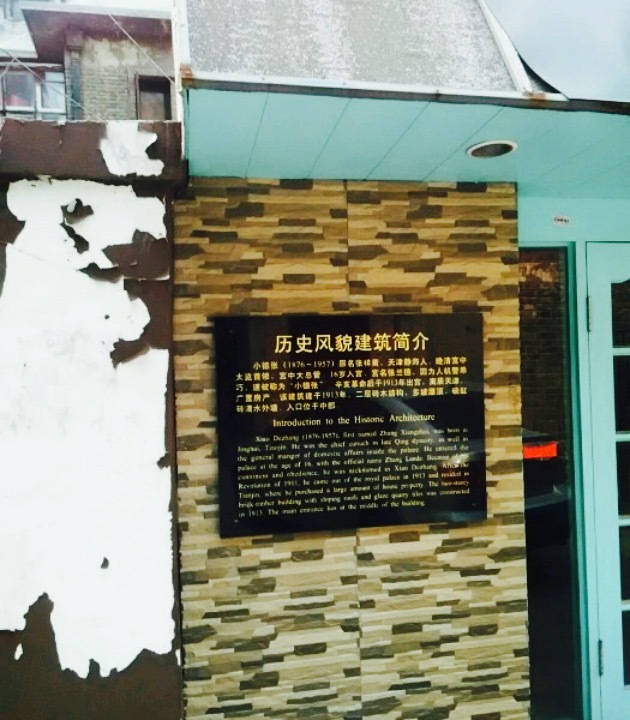 历史风貌建筑简介
小德张（1876-1957）原名张祥斋，天津静海人，晚清宫中
太监首领、宫中大总管。16岁入宫，宫名张兰德，因为人机警乖
巧，遂被称为"小德张"。辛亥革命后于1913年出宫，寓居天津，
广置房产。该建筑建于1913年，二层砖木结构，多坡屋顶，硫缸
砖清水外墙，入口位于中部
Introduction to the Historic Architecture
Xiao Dezhang (1876-1957), first named Zhang Xiangzhai, was born at
Jinghai, Tianjin. He was the chief eunuch in late Qing dynasty, as well as
the general manger of domestic affairs inside the palace. He entered the
palace at the age of 16, with the official name Zhang Lande. Because of his
cuteness and obedience, he was nicknamed in Xiao Dezhang. After the
Revolution of 1911, he came out of the royal palace in 1913 and resided in
Tianjin, where he purchased a large amount of house property. The two-storey
brick timber building with sloping roofs and glaze quarry tiles was constructed
in 1913. The main entrance lies at the middle of the building.